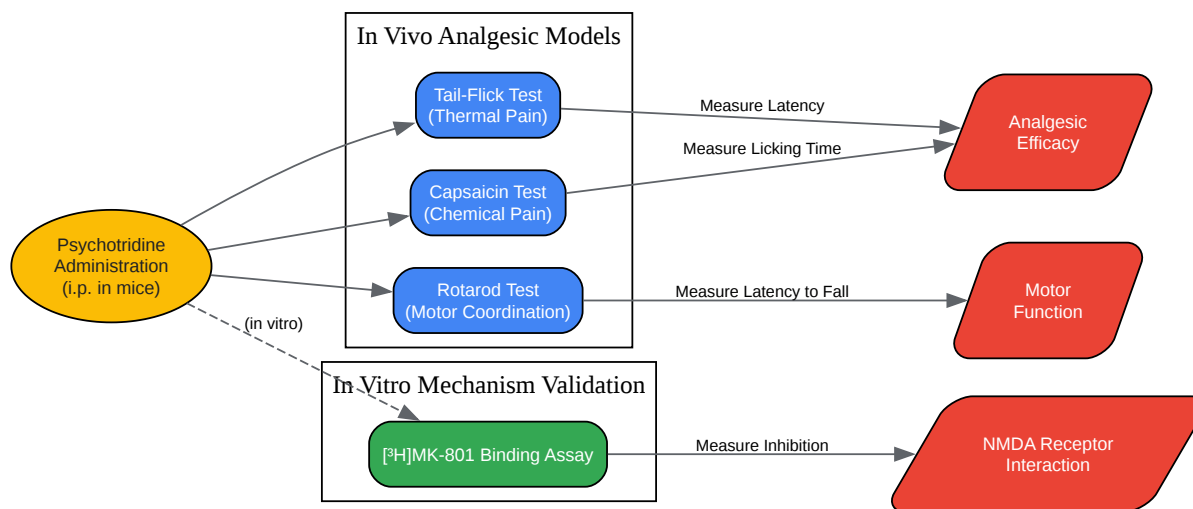 In Vivo Analgesic Models
Tail-Flick Test
(Thermal Pain)
Measure Latency
Analgesic
Efficacy
Measure Licking Time
Capsaicin Test
(Chemical Pain)
Psychotridine
Administration
(i.p. in mice)
Rotarod Test
(Motor Coordination)
Measure Latency to Fall
Motor
Function
(in vitro)
In Vitro Mechanism Validation
[³H]MK-801 Binding Assay
Measure Inhibition
NMDA Receptor
Interaction